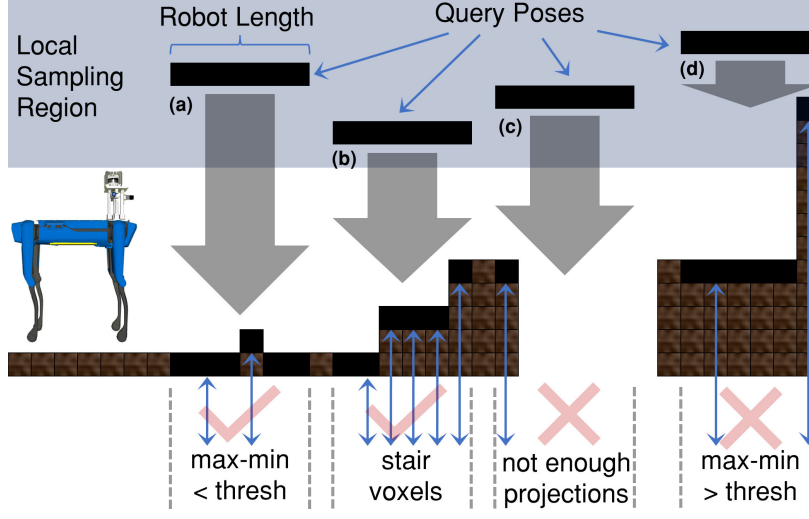 Robot Length
Query Poses
Local
Sampling
Region
(a)
(b)
(c)
(d)
max-min
< thresh
stair
voxels
not enough
projections
max-min
> thresh